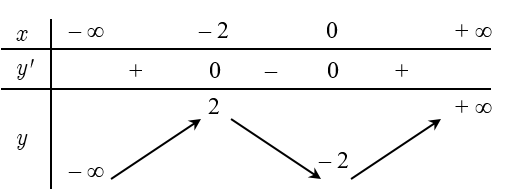 x − ∞ − 2 0 + ∞
y′ + 0 − 0 + 
2 + ∞
y
− 2
− ∞